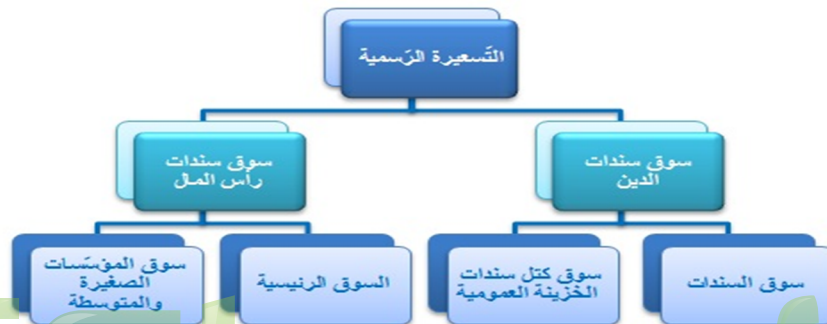 التّسعيرة الرّسمية
سوق سندات
الدين
سوق سندات
رأس المال
سوق السندات
سوق كتل سندات
الخزينة العمومية
السوق الرئيسية
سوق المؤسّسات
الصغيرة
والمتوسطة